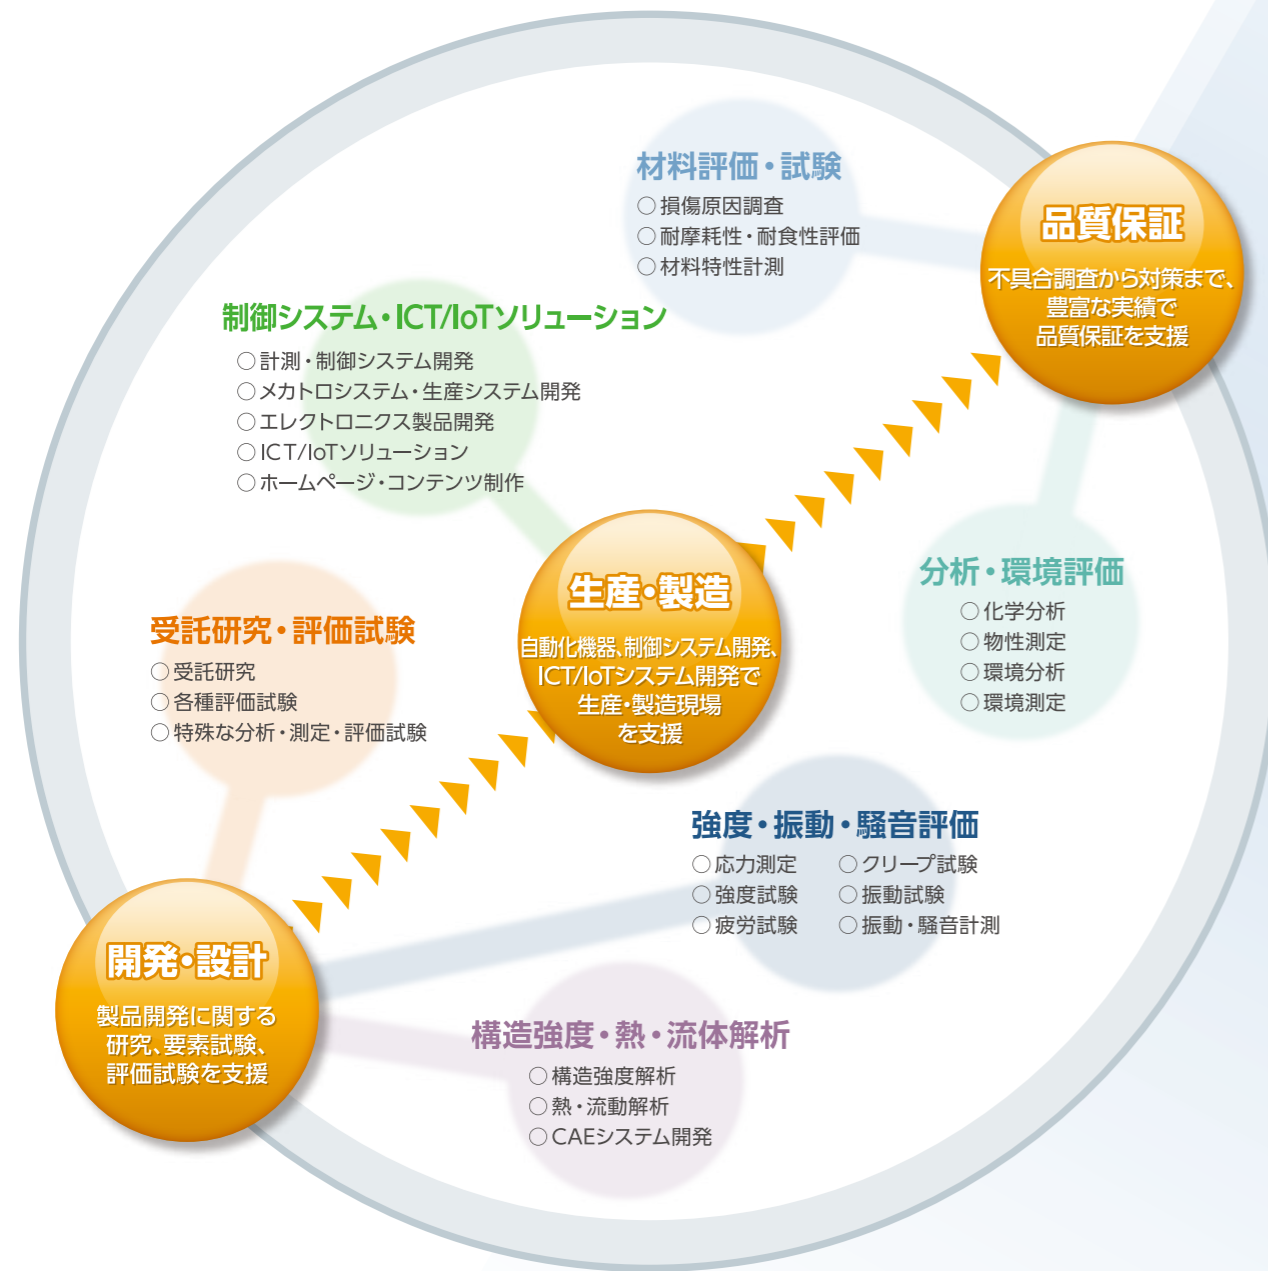 材料評価・試験
○損傷原因調査
○耐摩耗性・耐食性評価
○材料特性計測
品質保証
不具合調査から対策まで、
豊富な実績で
品質保証を支援
制御システム・ICT/IoTソリューション
○計測・制御システム開発
○メカトロシステム・生産システム開発
○エレクトロニクス製品開発
○ICT/IoTソリューション
○ホームページ・コンテンツ制作
生産・製造
自動化機器、制御システム開発、
ICT/IoTシステム開発で
生産・製造現場
を支援
分析・環境評価
○化学分析
○物性測定
○環境分析
○環境測定
受託研究・評価試験
○受託研究
○各種評価試験
○特殊な分析・測定・評価試験
強度・振動・騒音評価
○応力測定 ○クリープ試験
○強度試験 ○振動試験
○疲労試験 ○振動・騒音計測
開発・設計
製品開発に関する
研究、要素試験、
評価試験を支援
構造強度・熱・流体解析
○構造強度解析
○熱・流動解析
○CAEシステム開発